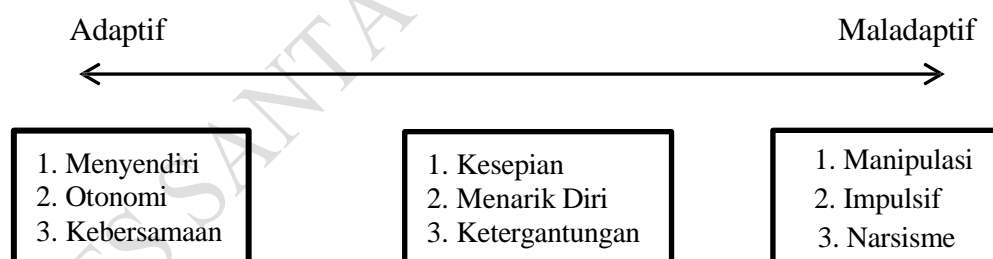 Adaptif
Maladaptif
1. Menyendiri
2. Otonomi
3. Kebersamaan
1. Kesepian
2. Menarik Diri
3. Ketergantungan
1. Manipulasi
2. Impulsif
3. Narsisme
SANTA